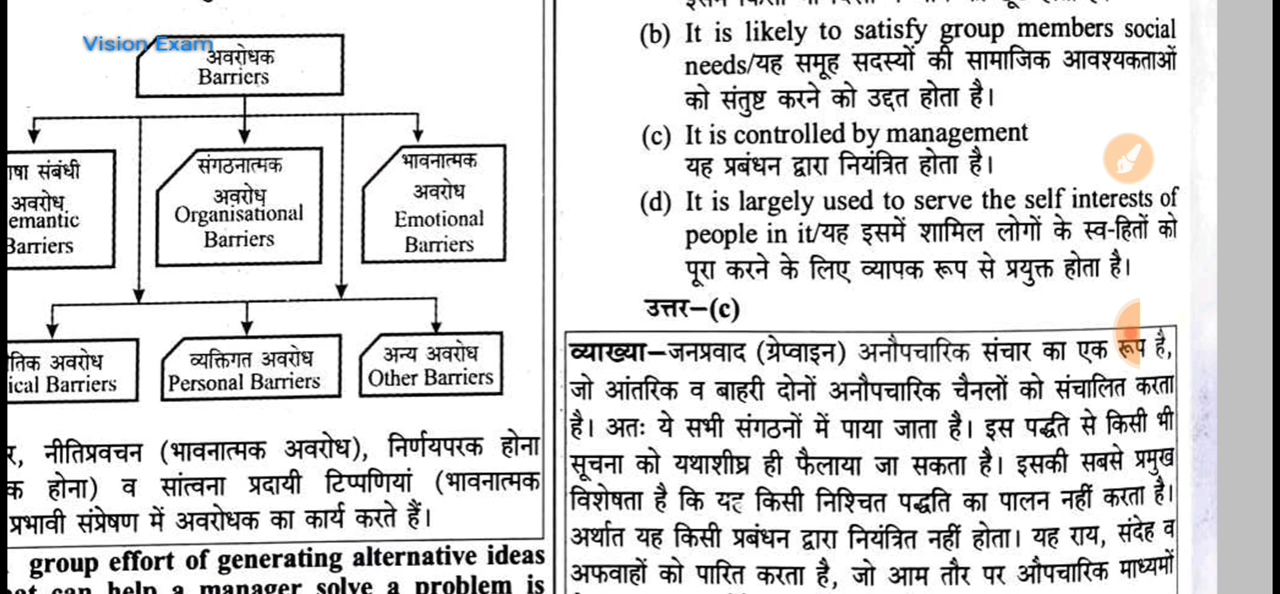 Vision Exam
अवरोधक
Barriers
संबंधी
अवरोध
Barriers
संगठनात्मक
अवरोध
Organisational
Barriers
भावनात्मक
अवरोध
Emotional
Barriers
अवरोध
Barriers
व्यक्तिगत अवरोध
Personal Barriers
अन्य अवरोध
Other Barriers
नीतिप्रवचन (भावनात्मक अवरोध), निर्णयपरक होना
होना) व सांत्वना प्रदायी टिप्पणियां (भावनात्मक
प्रभावी संप्रेषण में अवरोधक का कार्य करते हैं।
group effort of generating alternative ideas
can help a manager solve a problem is
(b) It is likely to satisfy group members social
needs/यह समूह सदस्यों की सामाजिक आवश्यकताओं
को संतुष्ट करने को उद्दत होता है।
(c) It is controlled by management
यह प्रबंधन द्वारा नियंत्रित होता है।
(d) It is largely used to serve the self interests of
people in it/यह इसमें शामिल लोगों के स्व-हितों को
पूरा करने के लिए व्यापक रूप से प्रयुक्त होता है।
उत्तर–(c)
व्याख्या–जनप्रवाद (ग्रेप्वाइन) अनौपचारिक संचार का एक रूप है,
जो आंतरिक व बाहरी दोनों अनौपचारिक चैनलों को संचालित करता
है। अतः ये सभी संगठनों में पाया जाता है। इस पद्धति से किसी भी
सूचना को यथाशीघ्र ही फैलाया जा सकता है। इसकी सबसे प्रमुख
विशेषता है कि यह किसी निश्चित पद्धति का पालन नहीं करता है।
अर्थात यह किसी प्रबंधन द्वारा नियंत्रित नहीं होता। यह राय, संदेह व
अफवाहों को पारित करता है, जो आम तौर पर औपचारिक माध्यमों